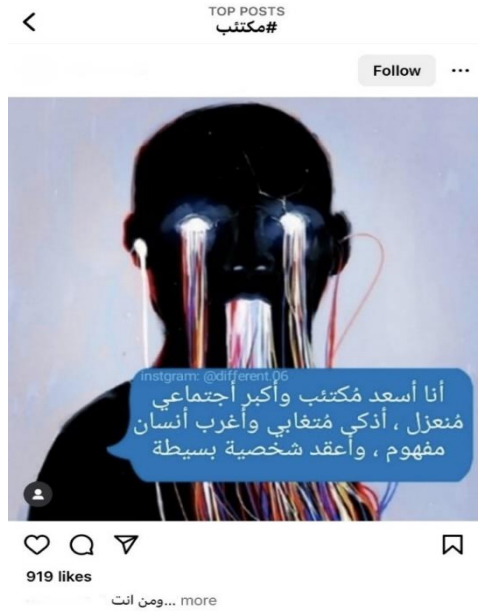 TOP POSTS
#مكتئب
Follow
instgram: @different.06
أنا أسعد مُكتئب وأكبر أجتماعي
مُنعزل ، أذكى مُتغابي وأغرب أنسان
مفهوم ، وأعقد شخصية بسيطة
919 likes
ومن انت... more